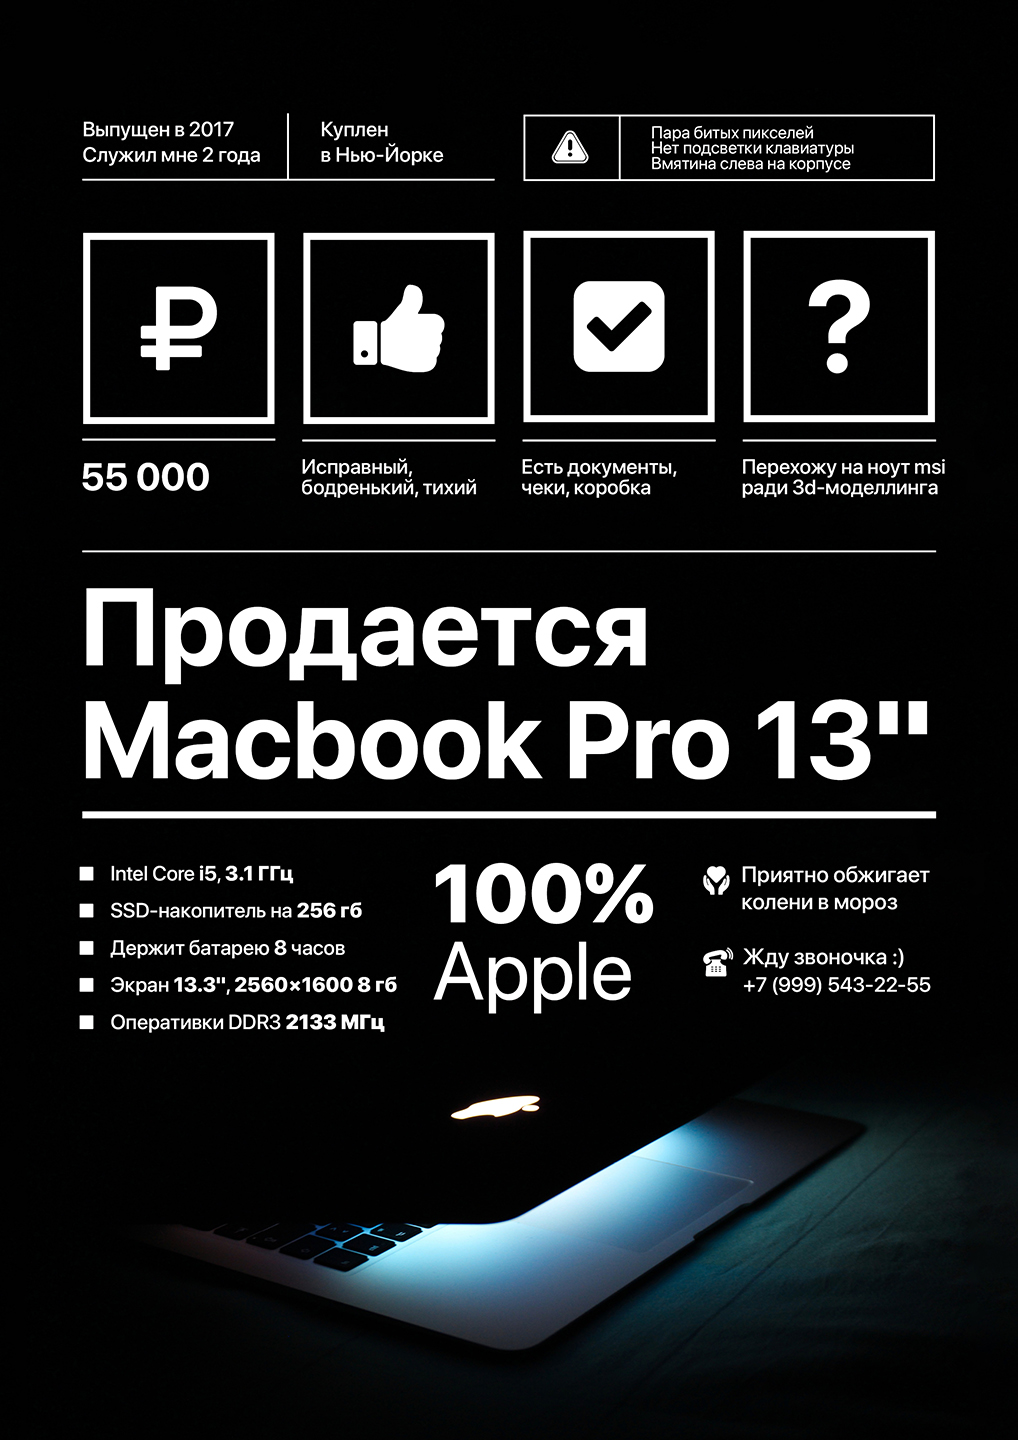 Выпущен в 2017
Служил мне 2 года
Куплен
в Нью-Йорке
Пара битых пикселей
Нет подсветки клавиатуры
Вмятина слева на корпусе
₽
?
55 000
Исправный,
бодренький, тихий
Есть документы,
чеки, коробка
Перехожу на ноут msi
ради 3d-моделлинга
Продается
Macbook Pro 13"
Intel Core i5, 3.1 ГГц
SSD-накопитель на 256 гб
Держит батарею 8 часов
Экран 13.3", 2560×1600 8 гб
Оперативки DDR3 2133 МГц
100%
Apple
Приятно обжигает
колени в мороз
Жду звоночка :)
+7 (999) 543-22-55